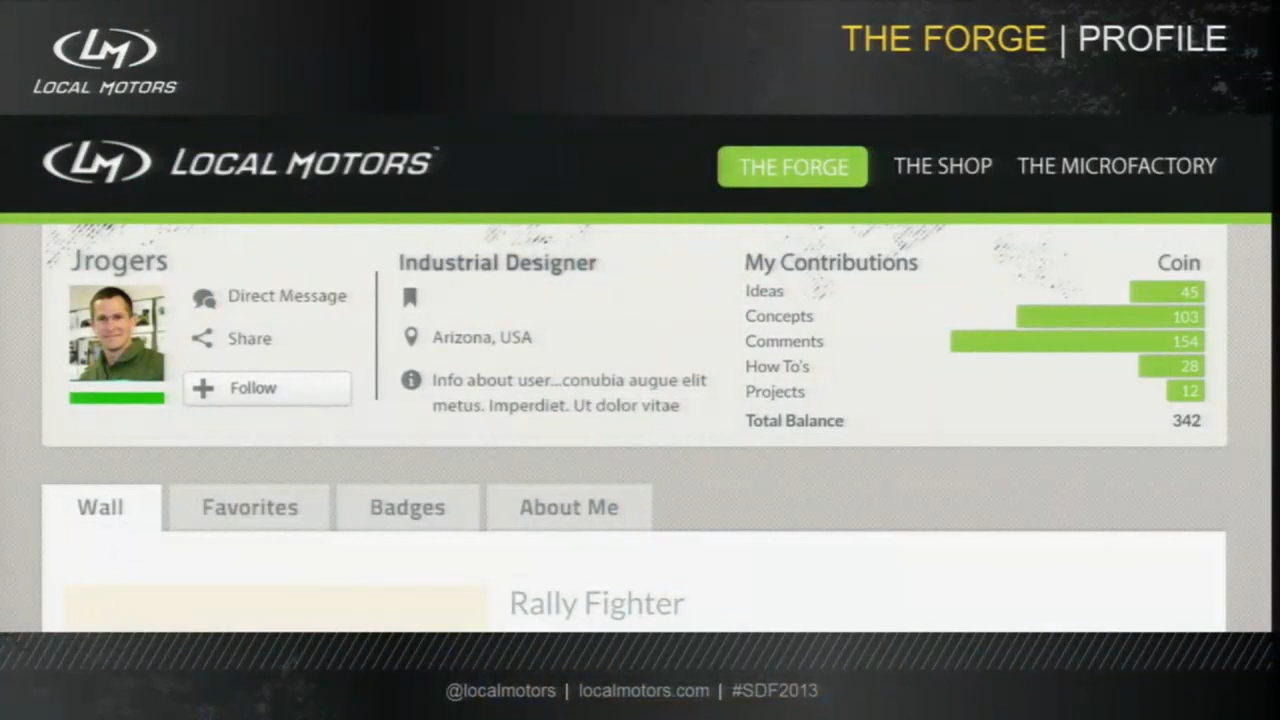 LM
LOCAL MOTORS
THE FORGE | PROFILE
LM LOCAL MOTORS™
THE FORGE THE SHOP THE MICROFACTORY
Jrogers
Direct Message
Share
Follow
Industrial Designer
Arizona, USA
Info about user...conubia augue elit
metus. Imperdiet. Ut dolor vitae
My Contributions Coin
Ideas 45
Concepts 103
Comments 154
How To's 28
Projects 12
Total Balance 342
Wall Favorites Badges About Me
Rally Fighter
@localmotors | localmotors.com | #SDF2013